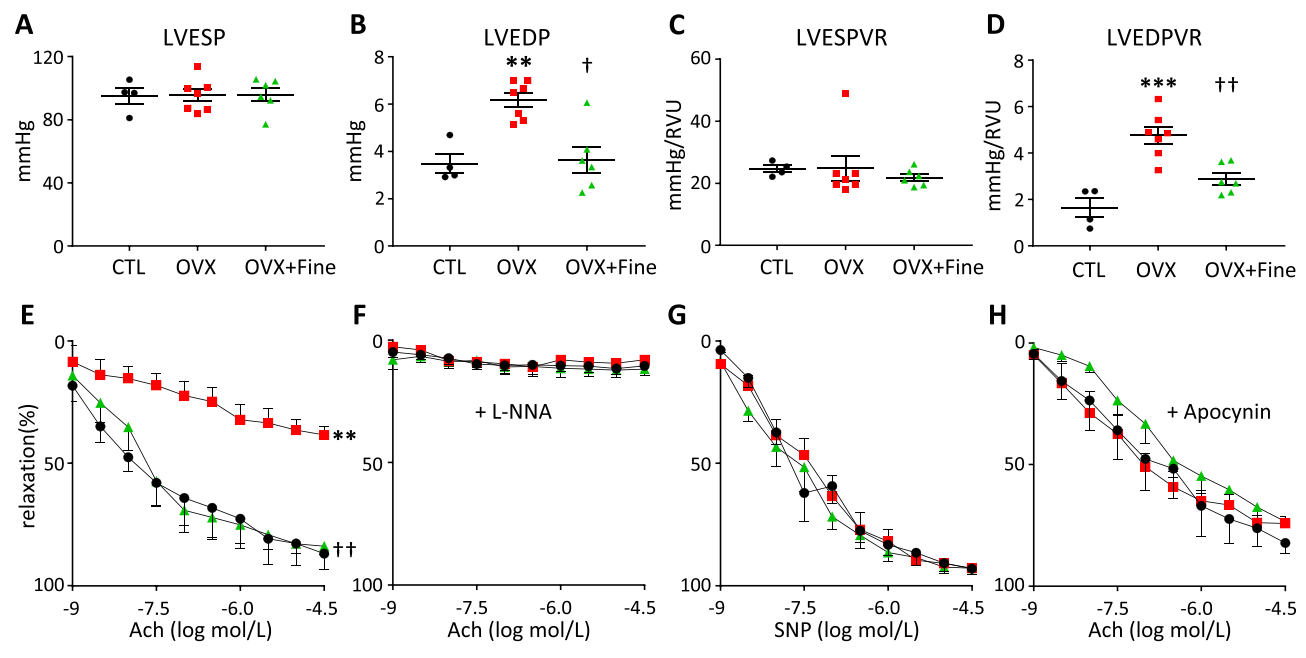 A
LVESP
mmHg
120
80
40
0
CTL OVX OVX+Fine
B
LVEDP
mmHg
8
6
4
2
0
**
†
CTL OVX OVX+Fine
C
LVESPVR
mmHg/RVU
60
40
20
0
CTL OVX OVX+Fine
D
LVEDPVR
mmHg/RVU
8
6
4
2
0
***
††
CTL OVX OVX+Fine
E
relaxation(%)
0
50
100
**
††
-9 -7.5 -6.0 -4.5
Ach (log mol/L)
F
0
50
100
+ L-NNA
-9 -7.5 -6.0 -4.5
Ach (log mol/L)
G
0
50
100
-9 -7.5 -6.0 -4.5
SNP (log mol/L)
H
0
50
100
+ Apocynin
-9 -7.5 -6.0 -4.5
Ach (log mol/L)